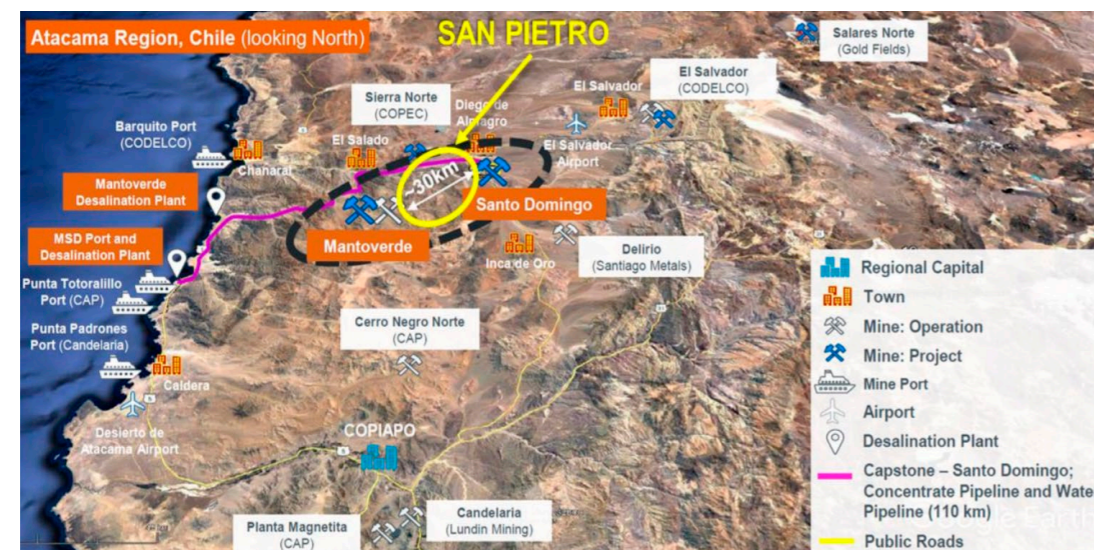 Atacama Region, Chile (looking North)
SAN PIETRO
Salares Norte
(Gold Fields)
El Salvador
(CODELCO)
El Salvador
Sierra Norte
(COPEC)
Diego de
Almagro
Barquito Port
(CODELCO)
El Salado
El Salvador
Airport
Chañaral
~30km
Mantoverde
Desalination Plant
Santo Domingo
Mantoverde
MSD Port and
Desalination Plant
Inca de Oro
Delirio
(Santiago Metals)
Punta Totoralillo
Port (CAP)
Punta Padrones
Port (Candelaria)
Cerro Negro Norte
(CAP)
Caldera
Desierto de
Atacama Airport
COPIAPO
Candelaria
(Lundin Mining)
Planta Magnetita
(CAP)
Regional Capital
Town
Mine: Operation
Mine: Project
Mine Port
Airport
Desalination Plant
Capstone – Santo Domingo;
Concentrate Pipeline and Wate
Pipeline (110 km)
Public Roads
Google Earth